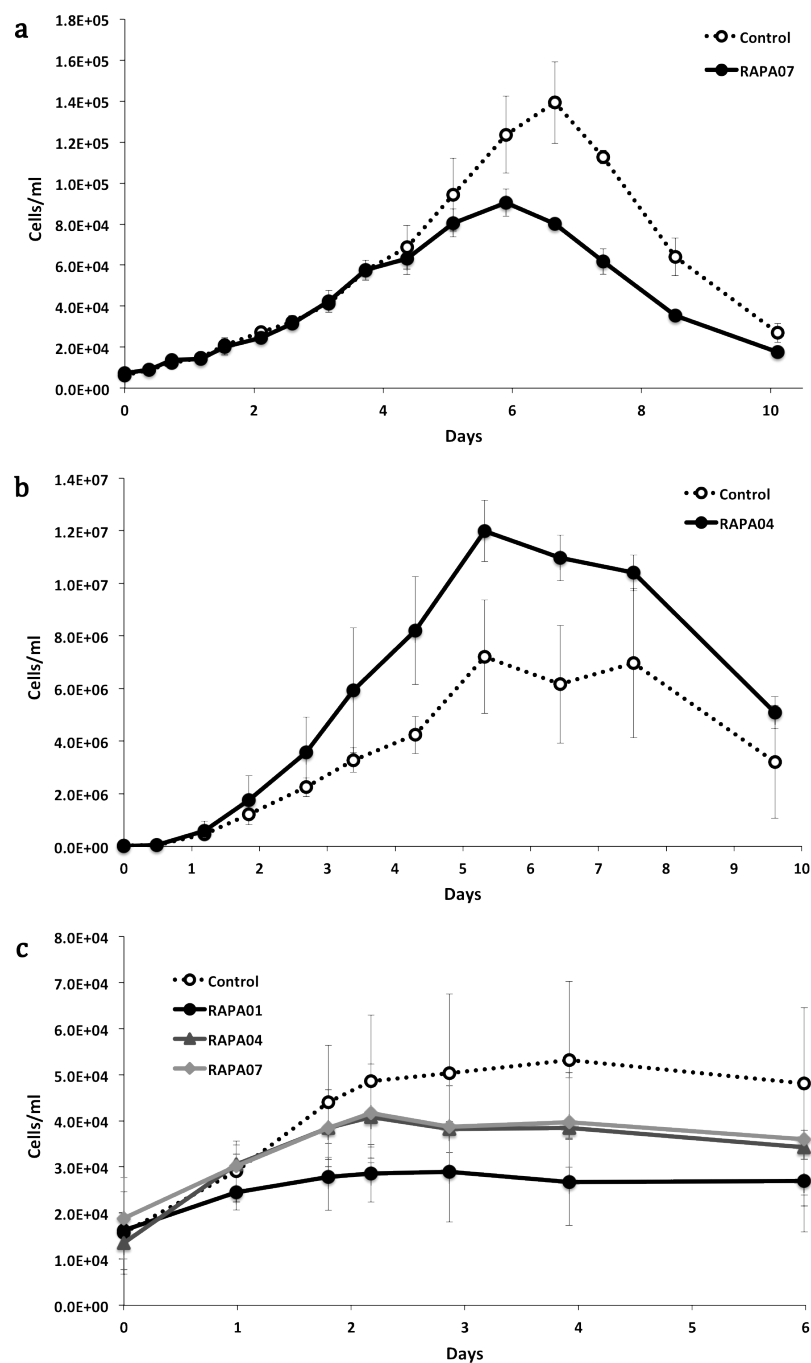 a
1.8E+05
1.6E+05
1.4E+05
1.2E+05
1.0E+05
8.0E+04
6.0E+04
4.0E+04
2.0E+04
0.0E+00
Cells/ml
Control
RAPA07
0 2 4 6 8 10
Days
b
1.4E+07
1.2E+07
1.0E+07
8.0E+06
6.0E+06
4.0E+06
2.0E+06
0.0E+00
Cells/ml
Control
RAPA04
0 1 2 3 4 5 6 7 8 9 10
Days
c
8.0E+04
7.0E+04
6.0E+04
5.0E+04
4.0E+04
3.0E+04
2.0E+04
1.0E+04
0.0E+00
Cells/ml
Control
RAPA01
RAPA04
RAPA07
0 1 2 3 4 5 6
Days